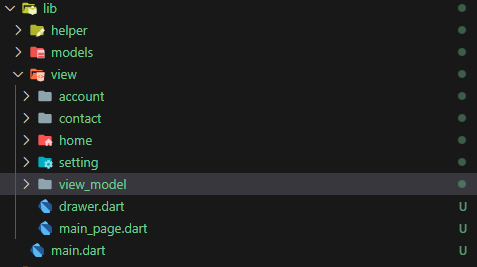 lib
helper
models
view
account
contact
home
setting
view_model
drawer.dart U
main_page.dart U
main.dart U